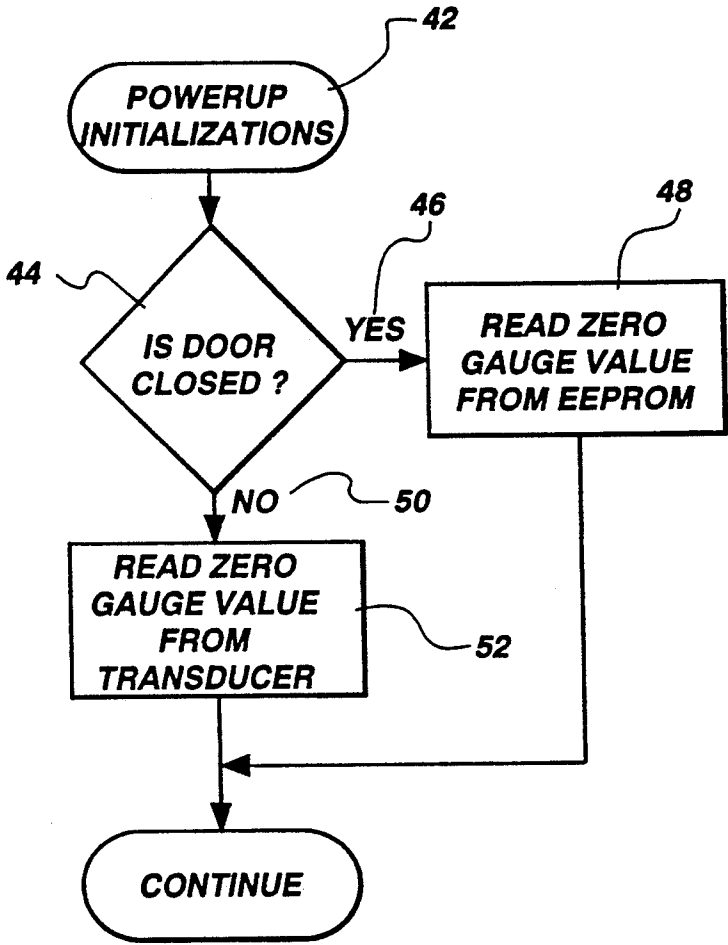 42
POWERUP
INITIALIZATIONS
44
IS DOOR
CLOSED ?
46
YES
48
READ ZERO
GAUGE VALUE
FROM EEPROM
NO
50
READ ZERO
GAUGE VALUE
FROM
TRANSDUCER
52
CONTINUE